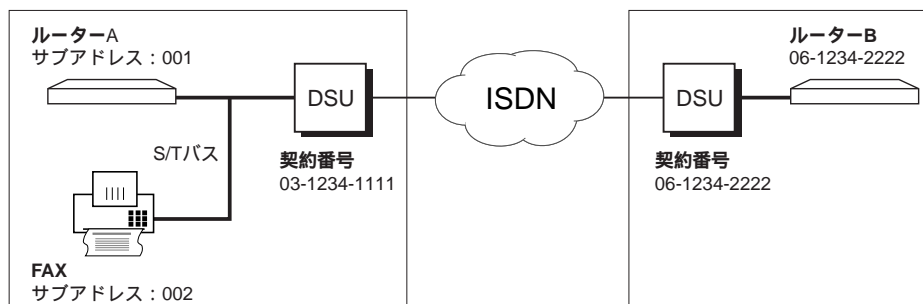 ルーターA
サブアドレス：001
DSU
S/Tバス
契約番号
03-1234-1111
FAX
サブアドレス：002
ISDN
ルーターB
06-1234-2222
DSU
契約番号
06-1234-2222